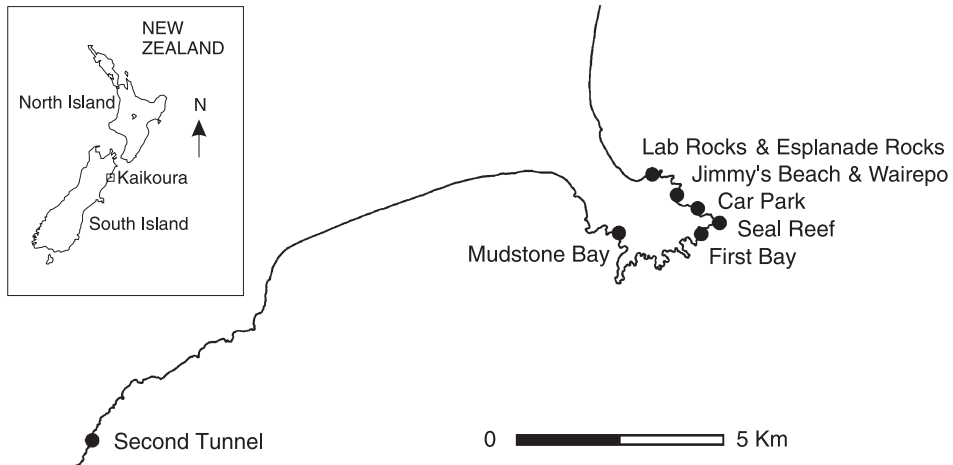 NEW
ZEALAND
North Island
N
Kaikoura
South Island
Lab Rocks & Esplanade Rocks
Jimmy's Beach & Wairepo
Car Park
Seal Reef
Mudstone Bay
First Bay
Second Tunnel
0
5 Km